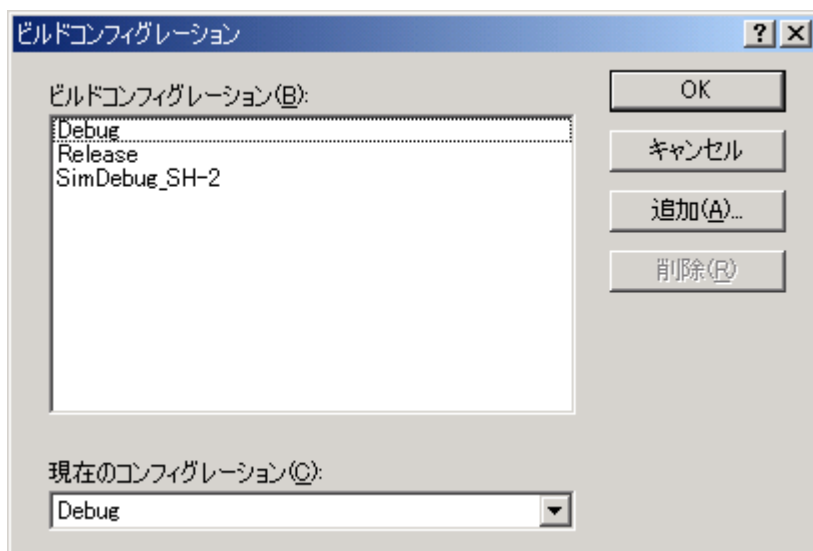 ビルドコンフィグレーション
ビルドコンフィグレーション(B):
Debug
Release
SimDebug_SH-2
OK
キャンセル
追加(A)...
削除(R)
現在のコンフィグレーション(C):
Debug